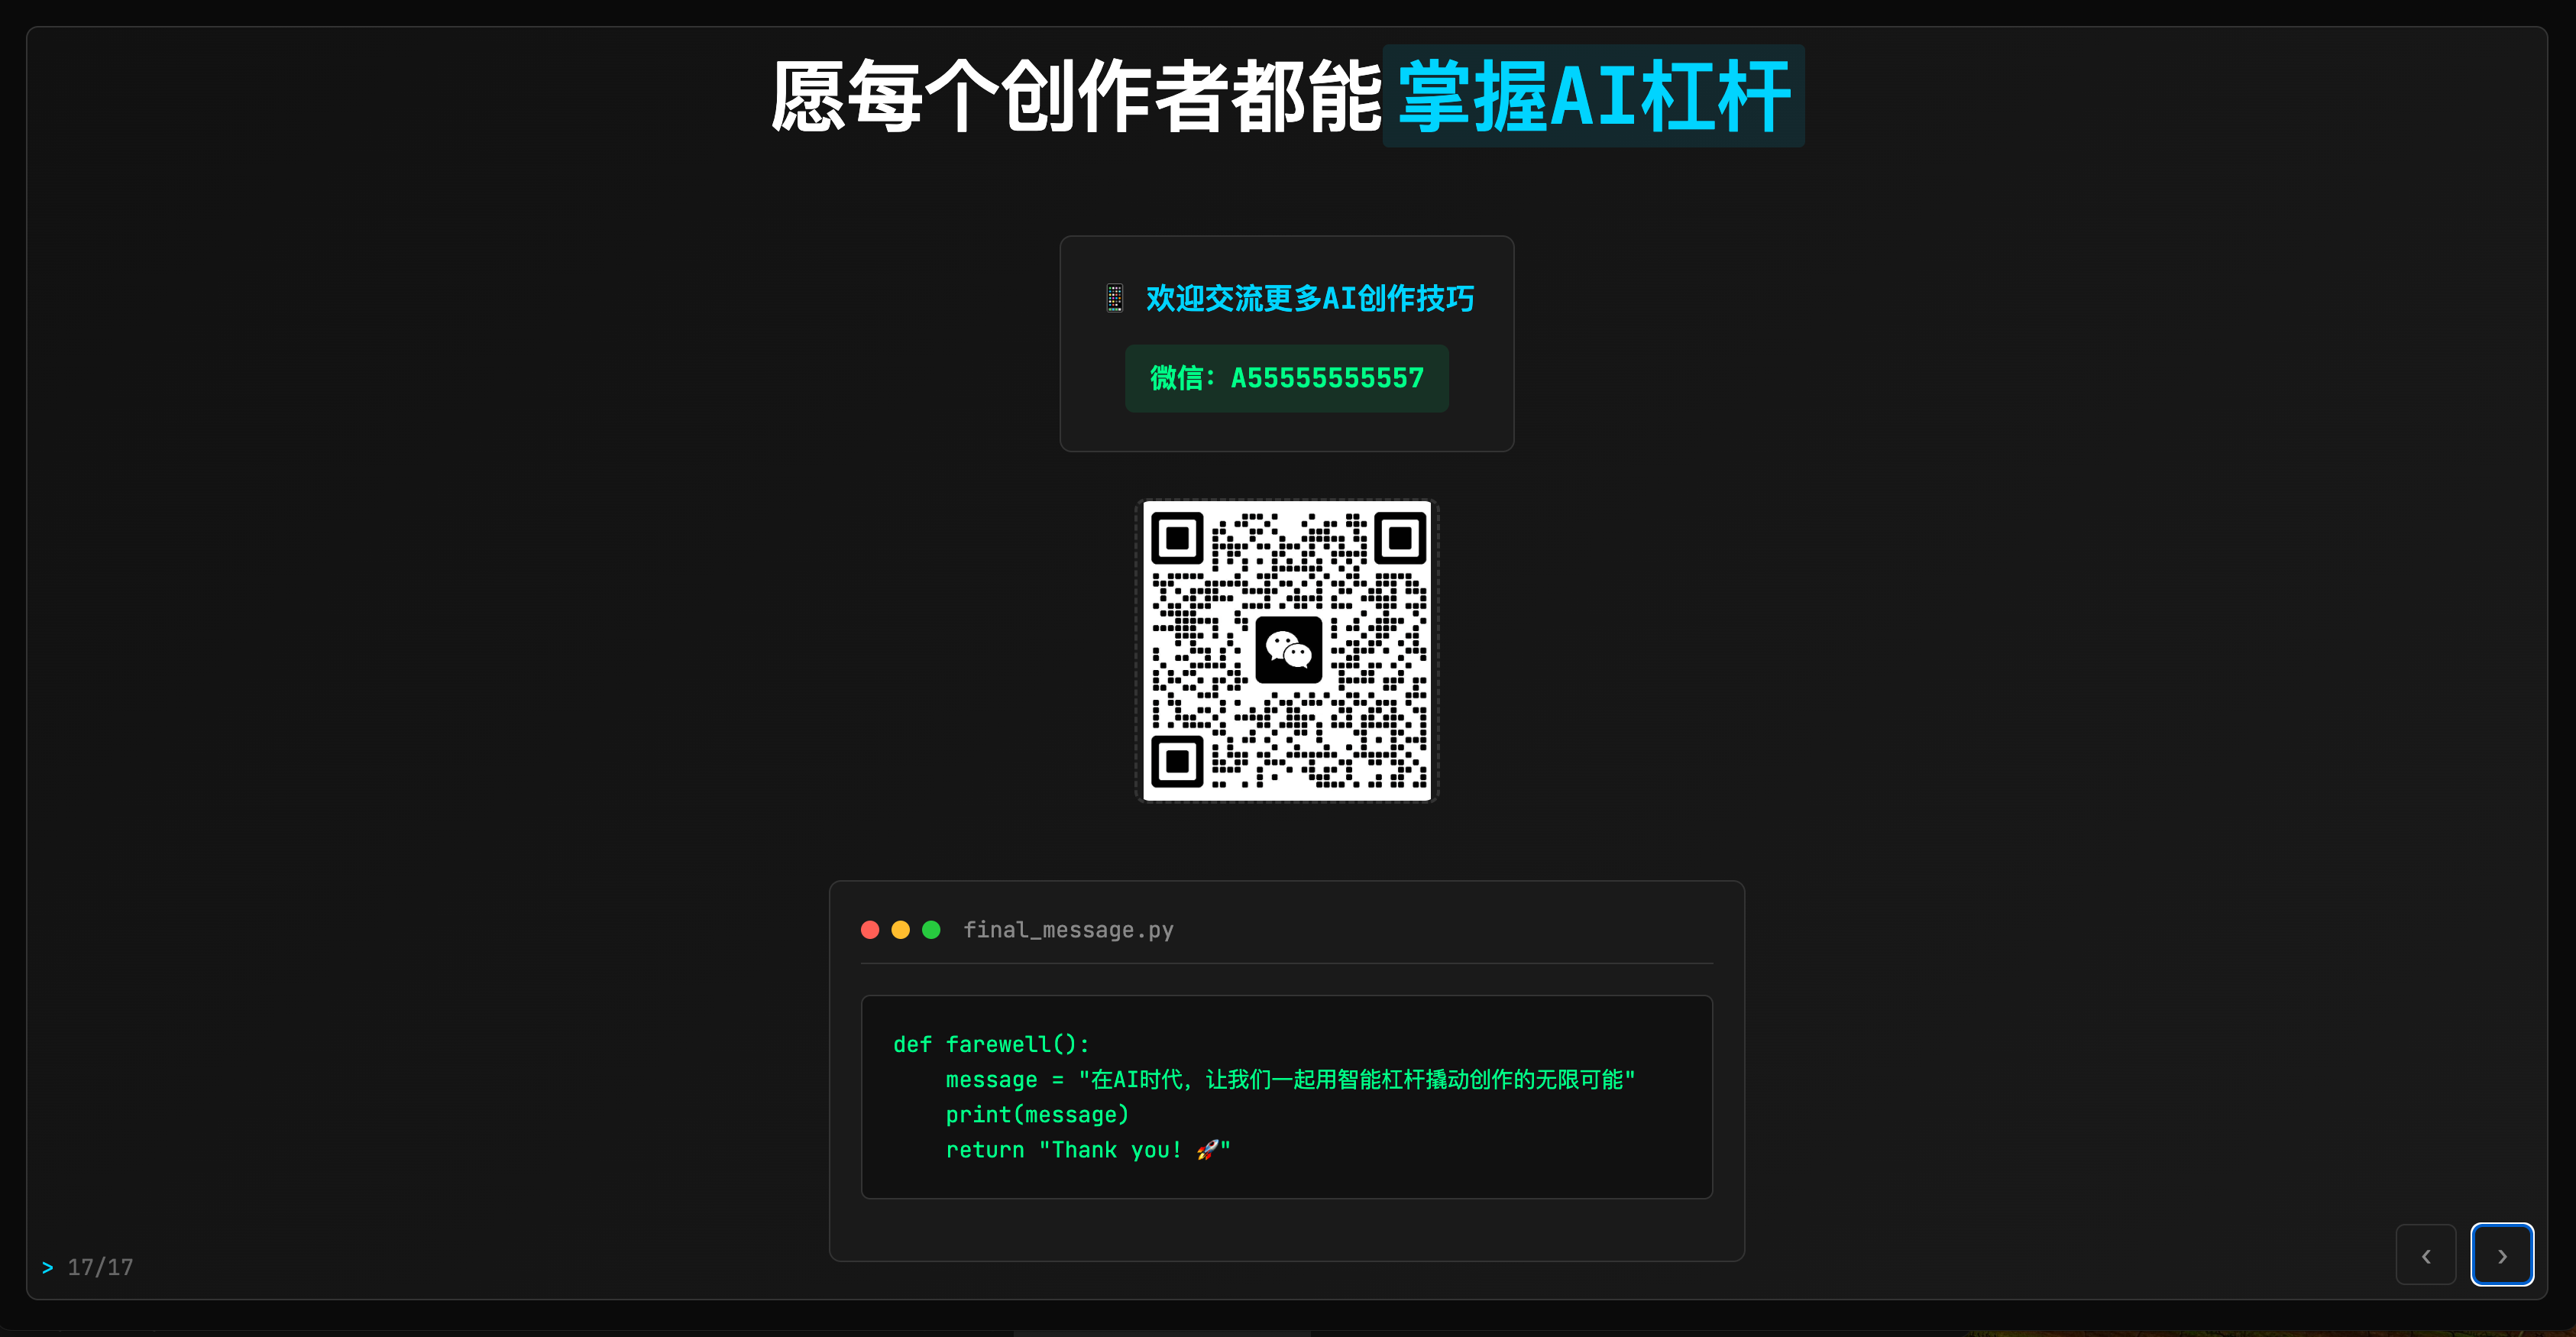 愿每个创作者都能掌握AI杠杆
📱 欢迎交流更多AI创作技巧
微信：A55555555557
final_message.py
def farewell():
    message = "在AI时代，让我们一起用智能杠杆撬动创作的无限可能"
    print(message)
    return "Thank you! 🚀"
> 17/17
‹ ›